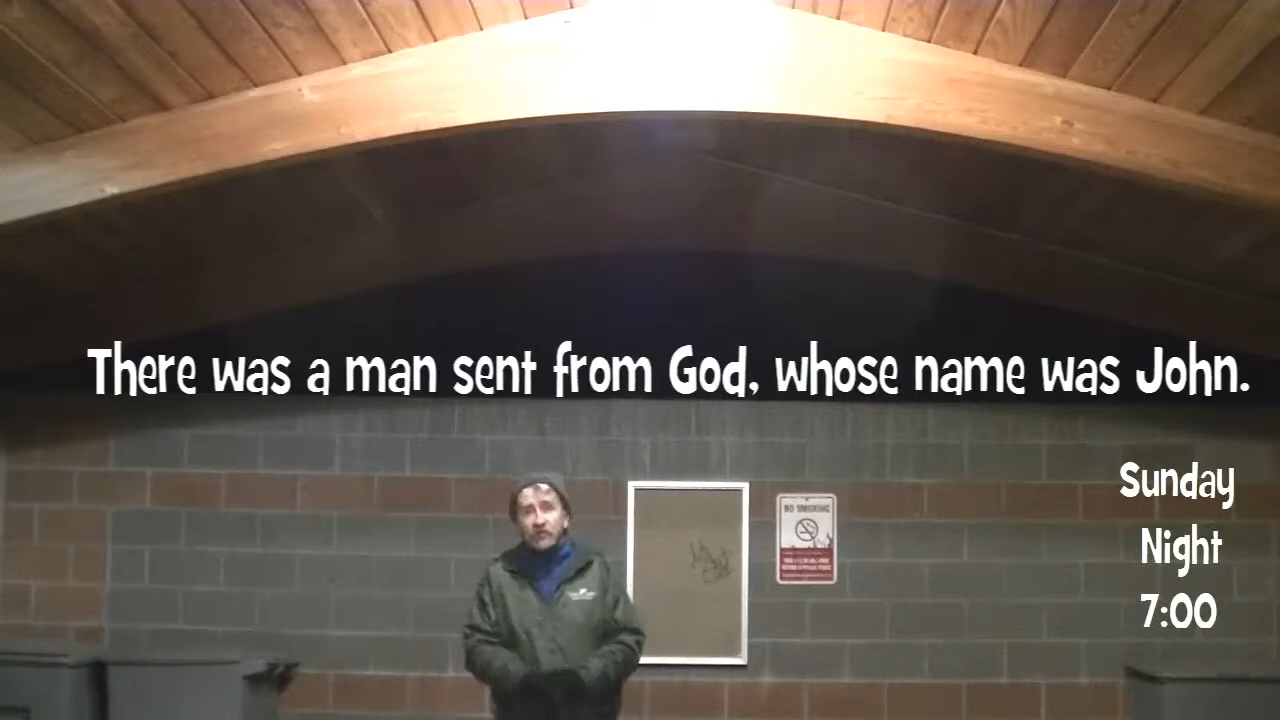 There was a man sent from God, whose name was John.
Sunday
Night
7:00
NO SMOKING